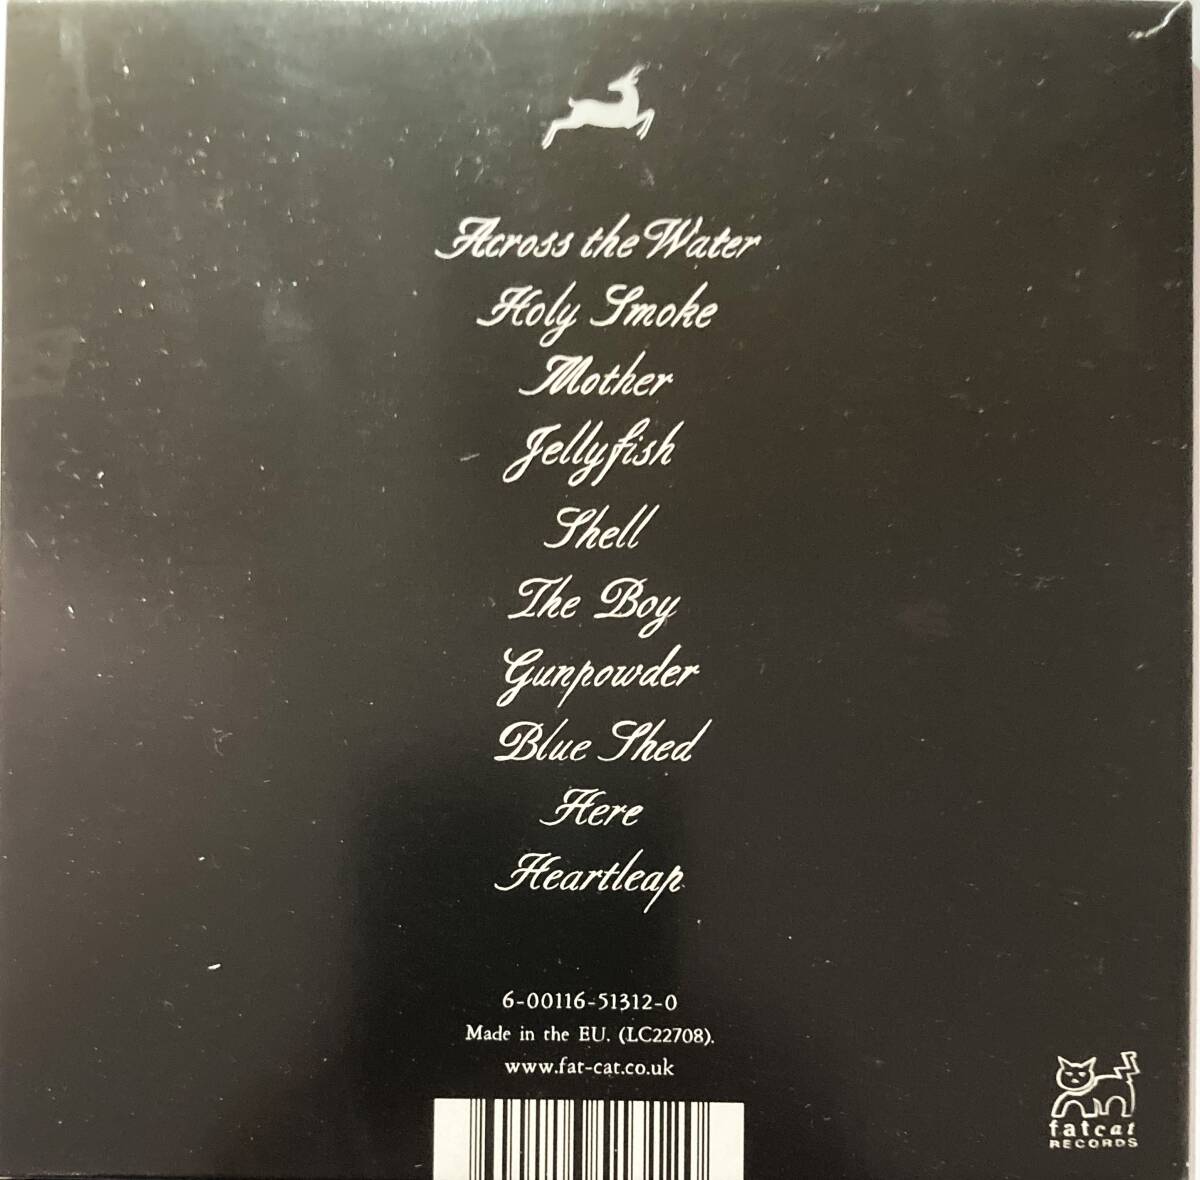 Across the Water
Holy Smoke
Mother
Jellyfish
Shell
The Boy
Gunpowder
Blue Shed
Here
Heartleap
6-00116-51312-0
Made in the EU. (LC22708).
www.fat-cat.co.uk
fatcat
RECORDS